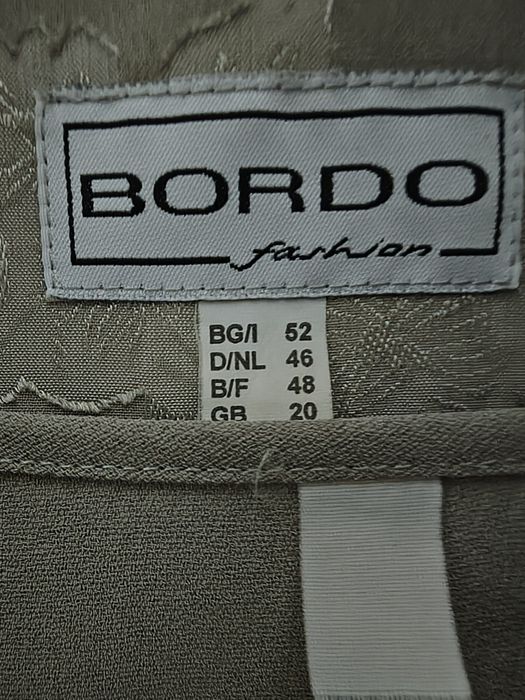 BORDO
fashion
BG/I 52
D/NL 46
B/F 48
GB 20